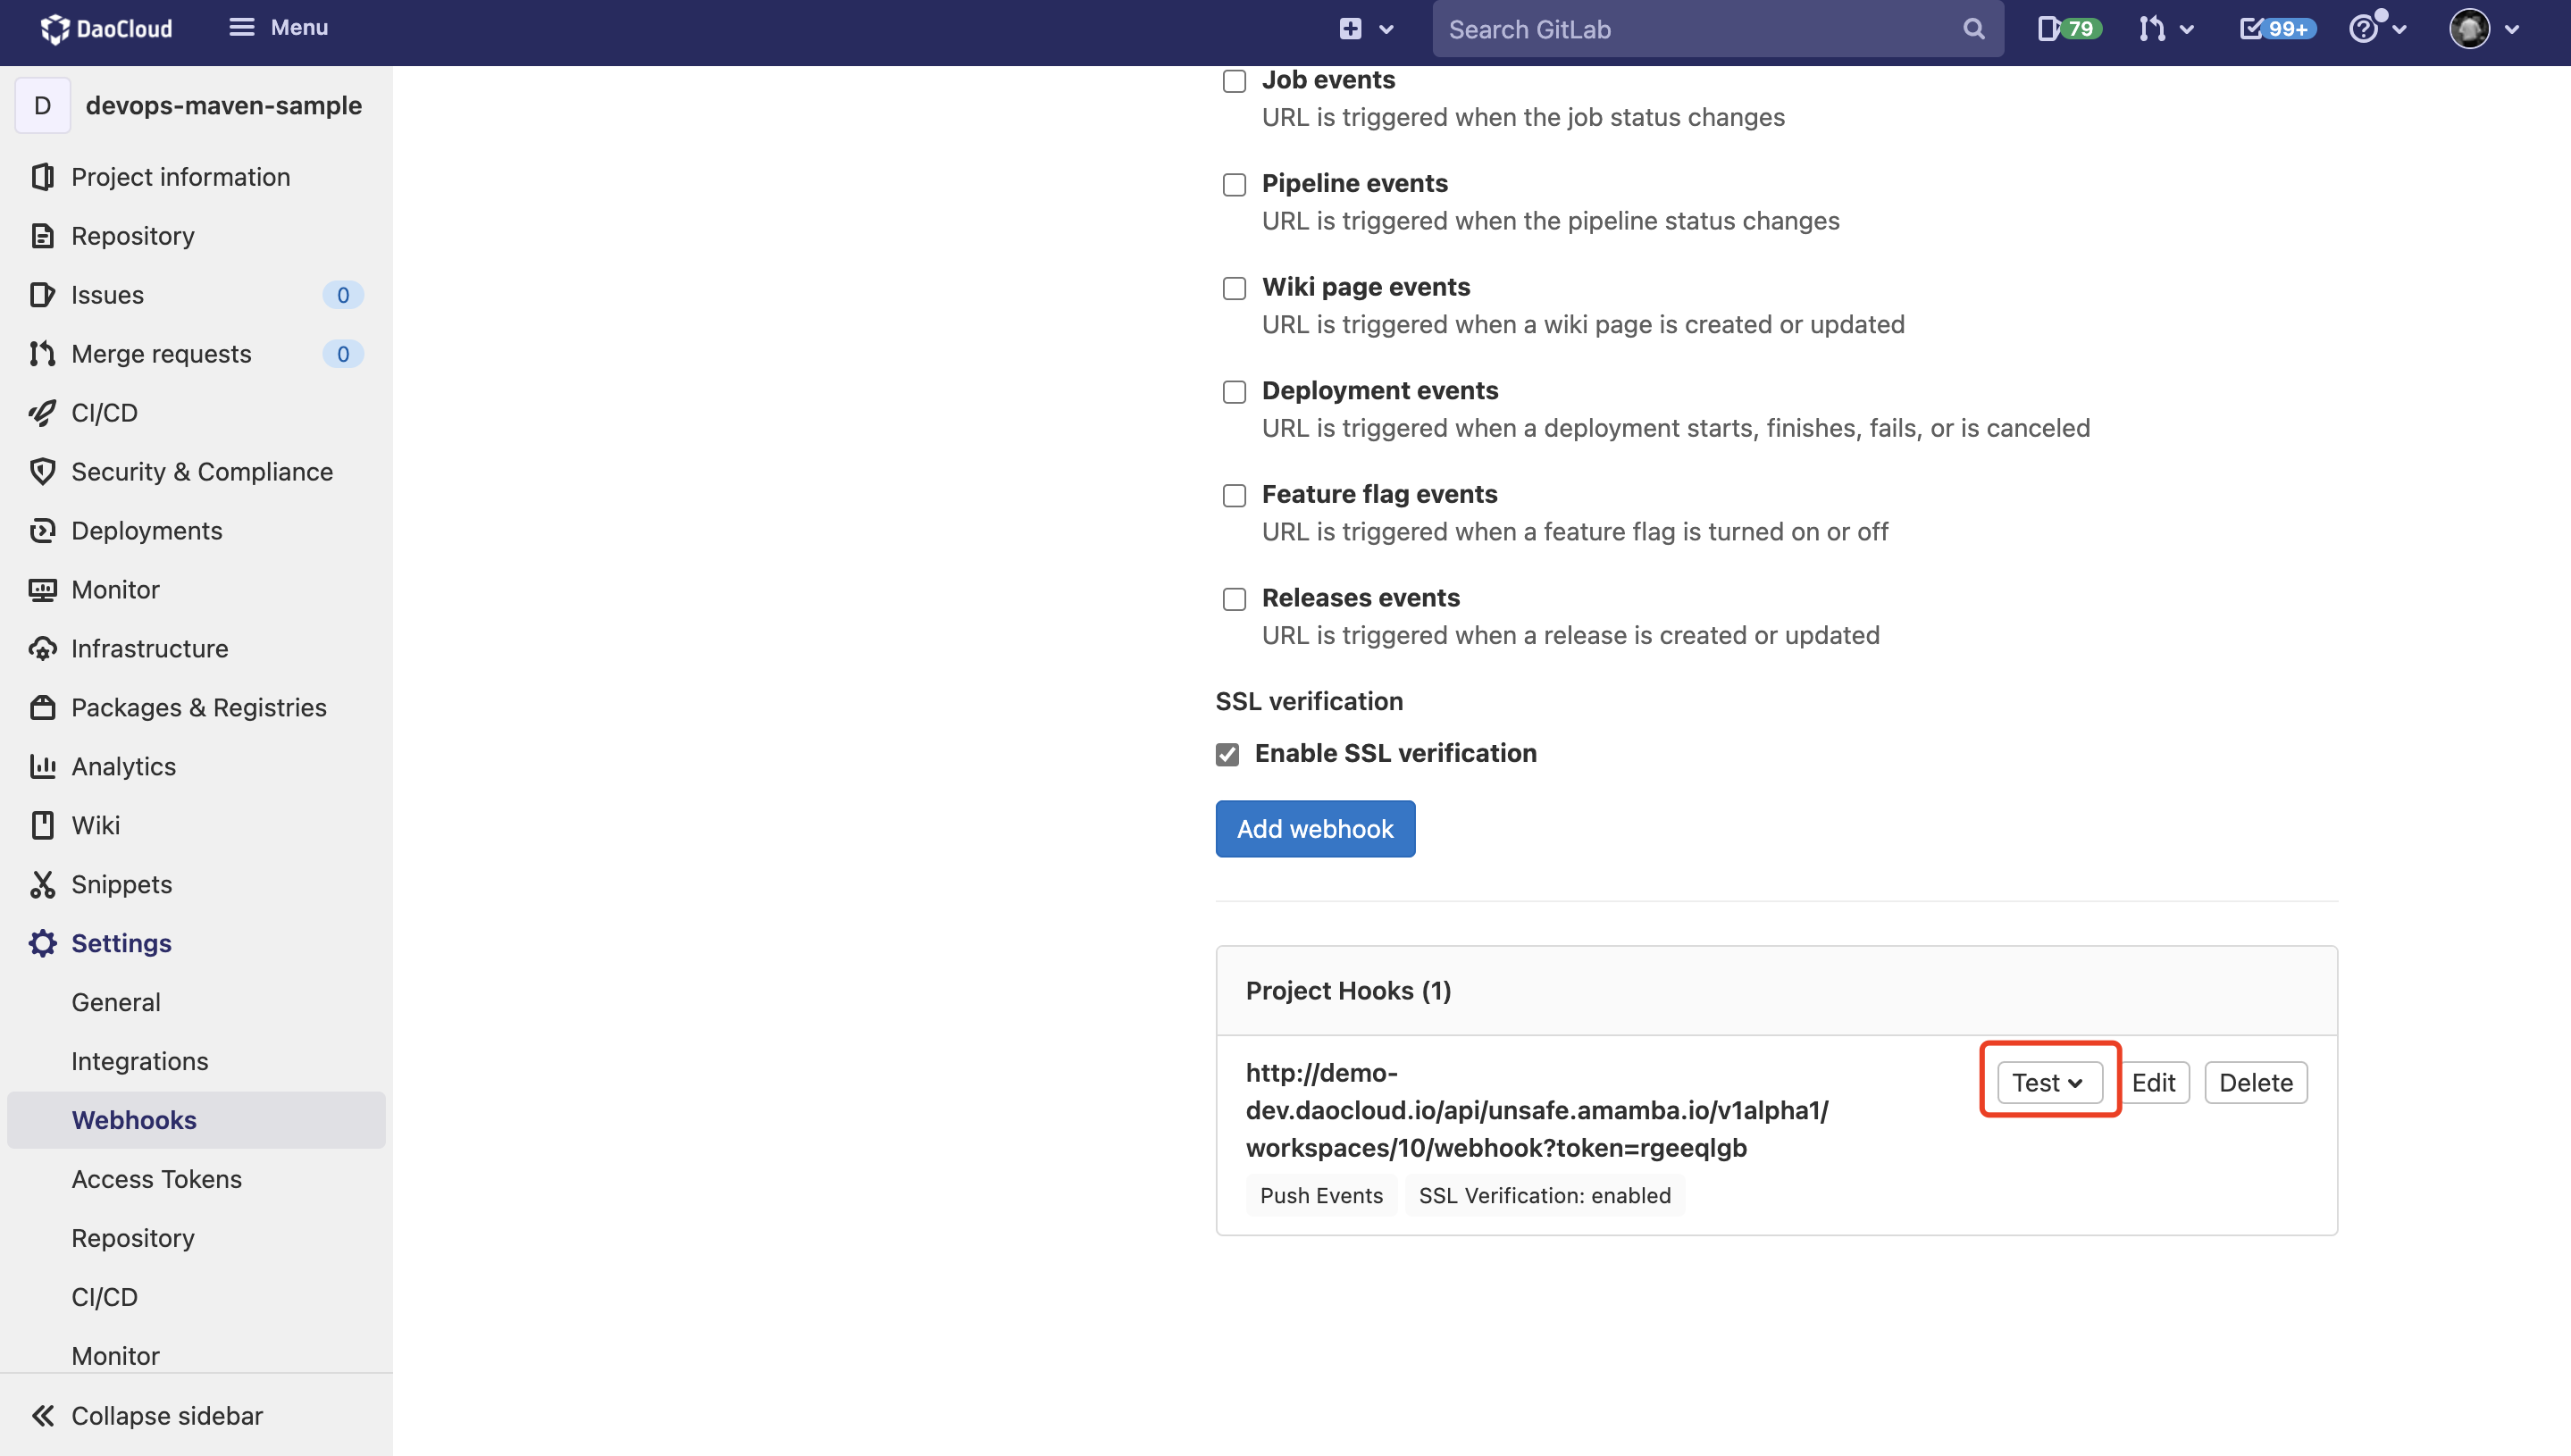 DaoCloud
Menu
Search GitLab
79
99+
D
devops-maven-sample
Project information
Repository
Issues
0
Merge requests
0
CI/CD
Security & Compliance
Deployments
Monitor
Infrastructure
Packages & Registries
Analytics
Wiki
Snippets
Settings
General
Integrations
Webhooks
Access Tokens
Repository
CI/CD
Monitor
Collapse sidebar
Job events
URL is triggered when the job status changes
Pipeline events
URL is triggered when the pipeline status changes
Wiki page events
URL is triggered when a wiki page is created or updated
Deployment events
URL is triggered when a deployment starts, finishes, fails, or is canceled
Feature flag events
URL is triggered when a feature flag is turned on or off
Releases events
URL is triggered when a release is created or updated
SSL verification
Enable SSL verification
Add webhook
Project Hooks (1)
http://demo-
dev.daocloud.io/api/unsafe.amamba.io/v1alpha1/
workspaces/10/webhook?token=rgeeqlgb
Test
Edit
Delete
Push Events
SSL Verification: enabled